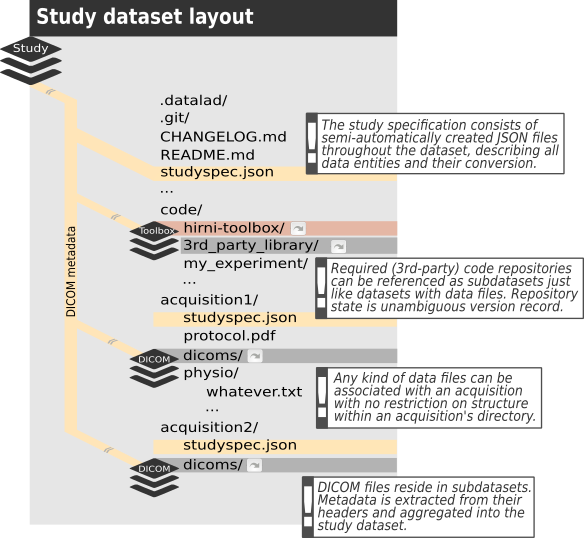 Study dataset layout
Study
.datalad/
.git/
CHANGELOG.md
README.md
studyspec.json
...
The study specification consists of
semi-automatically created JSON files
throughout the dataset, describing all
data entities and their conversion.
code/
Toolbox
hirni-toolbox/
3rd_party_library/
my_experiment/
...
Required (3rd-party) code repositories
can be referenced as subdatasets just
like datasets with data files. Repository
state is unambiguous version record.
DICOM metadata
acquisition1/
studyspec.json
protocol.pdf
DICOM
dicoms/
physio/
whatever.txt
...
Any kind of data files can be
associated with an acquisition
with no restriction on structure
within an acquisition's directory.
acquisition2/
studyspec.json
DICOM
dicoms/
DICOM files reside in subdatasets.
Metadata is extracted from their
headers and aggregated into the
study dataset.